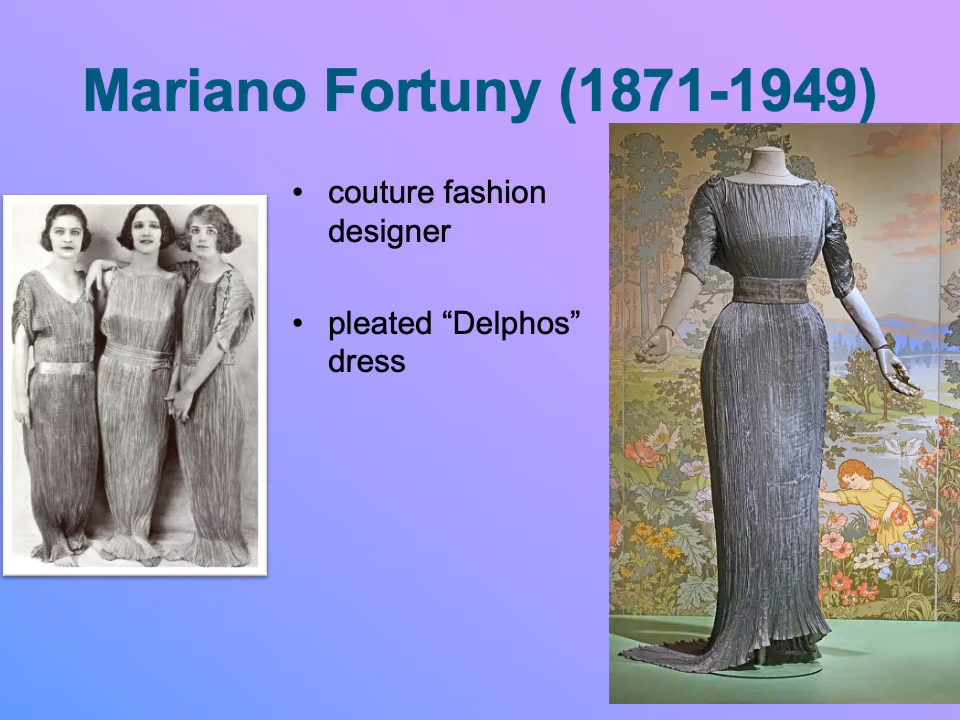 Mariano Fortuny (1871-1949)
• couture fashion
designer
• pleated “Delphos”
dress